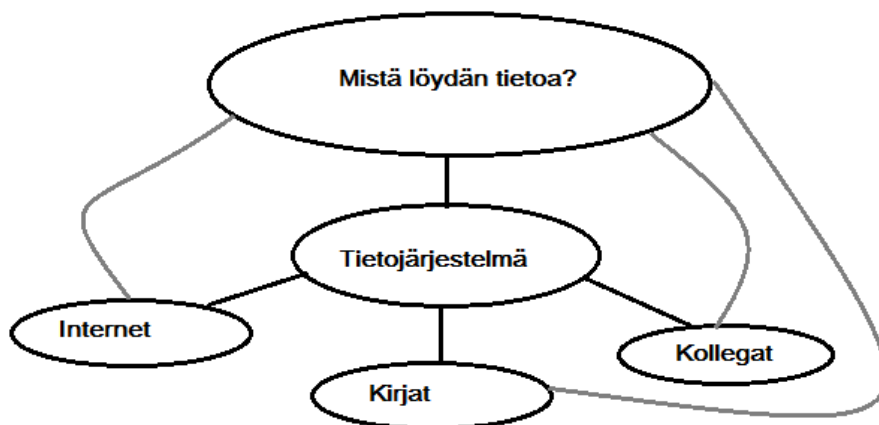 Mistä löydän tietoa?
Tietojärjestelmä
Internet
Kollegat
Kirjat